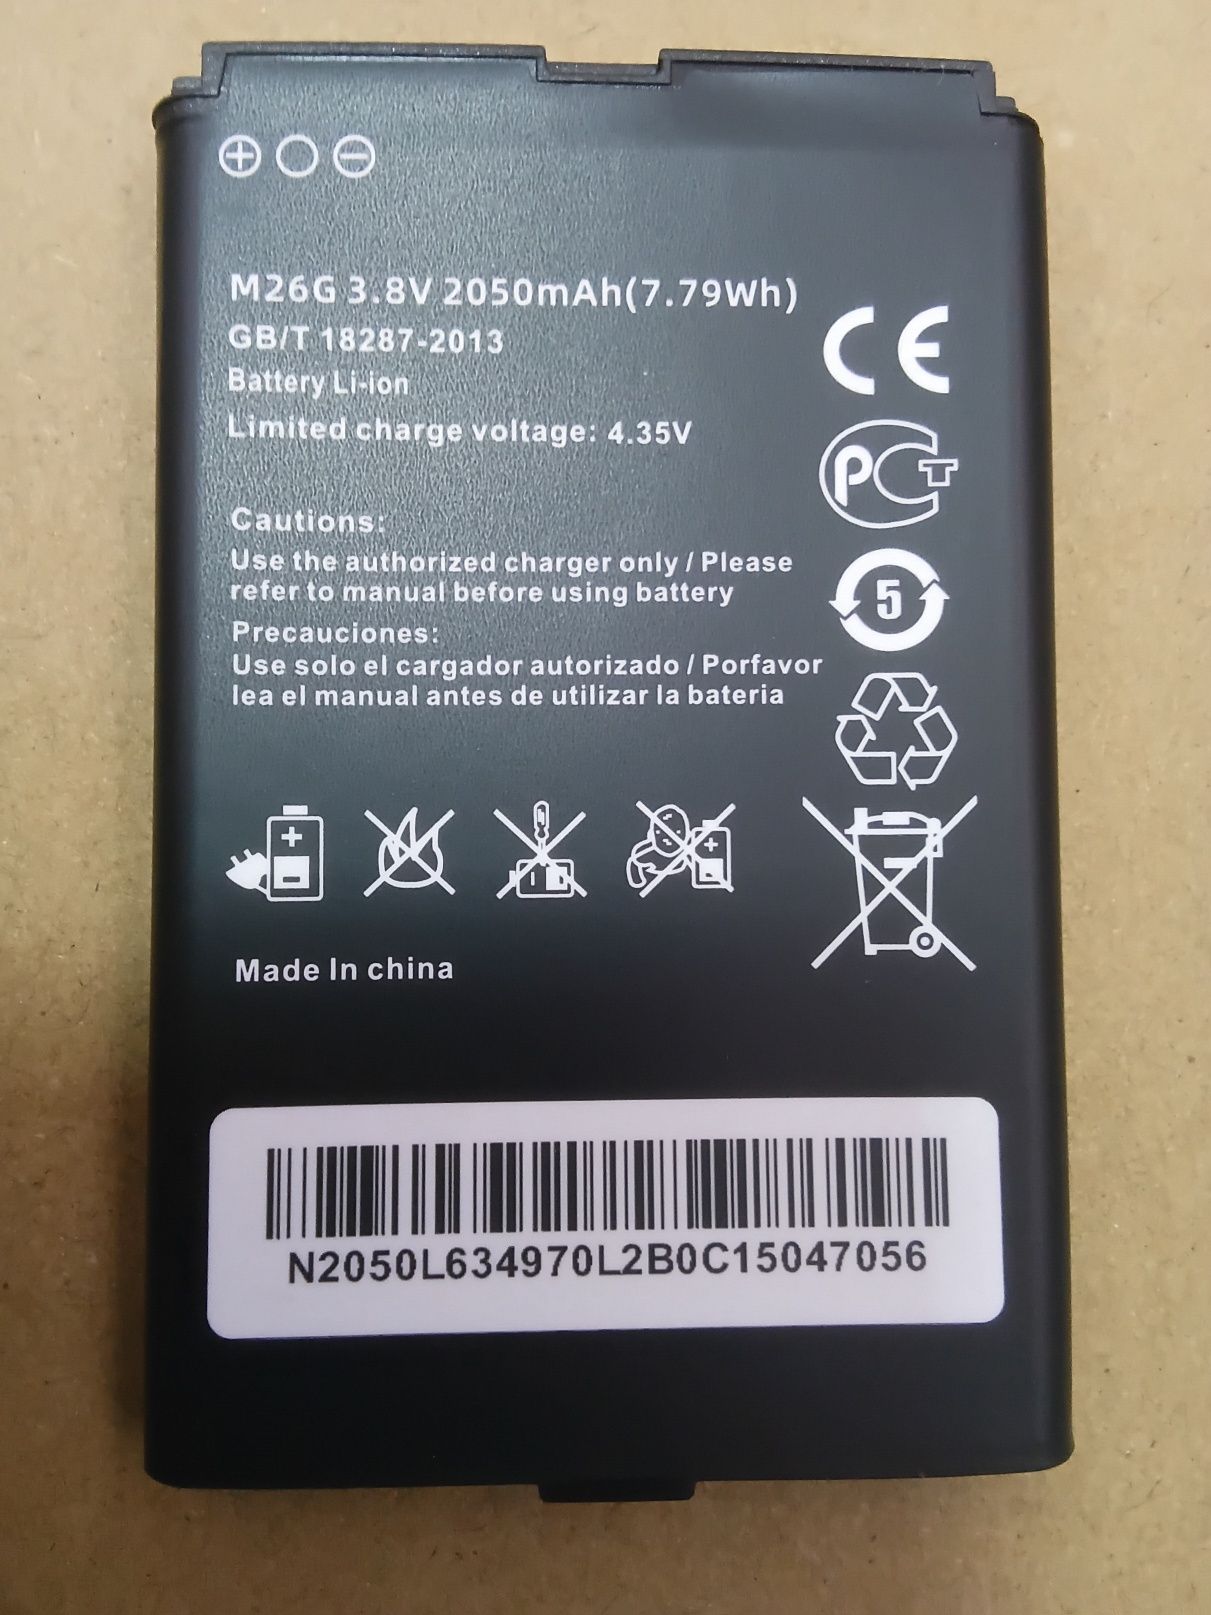 M26G 3.8V 2050mAh(7.79Wh)
GB/T 18287-2013
Battery Li-ion
Limited charge voltage: 4.35V
CE
PCT
5
Cautions:
Use the authorized charger only / Please
refer to manual before using battery
Precauciones:
Use solo el cargador autorizado / Porfavor
lea el manual antes de utilizar la bateria
Made In china
N2050L634970L2B0C15047056